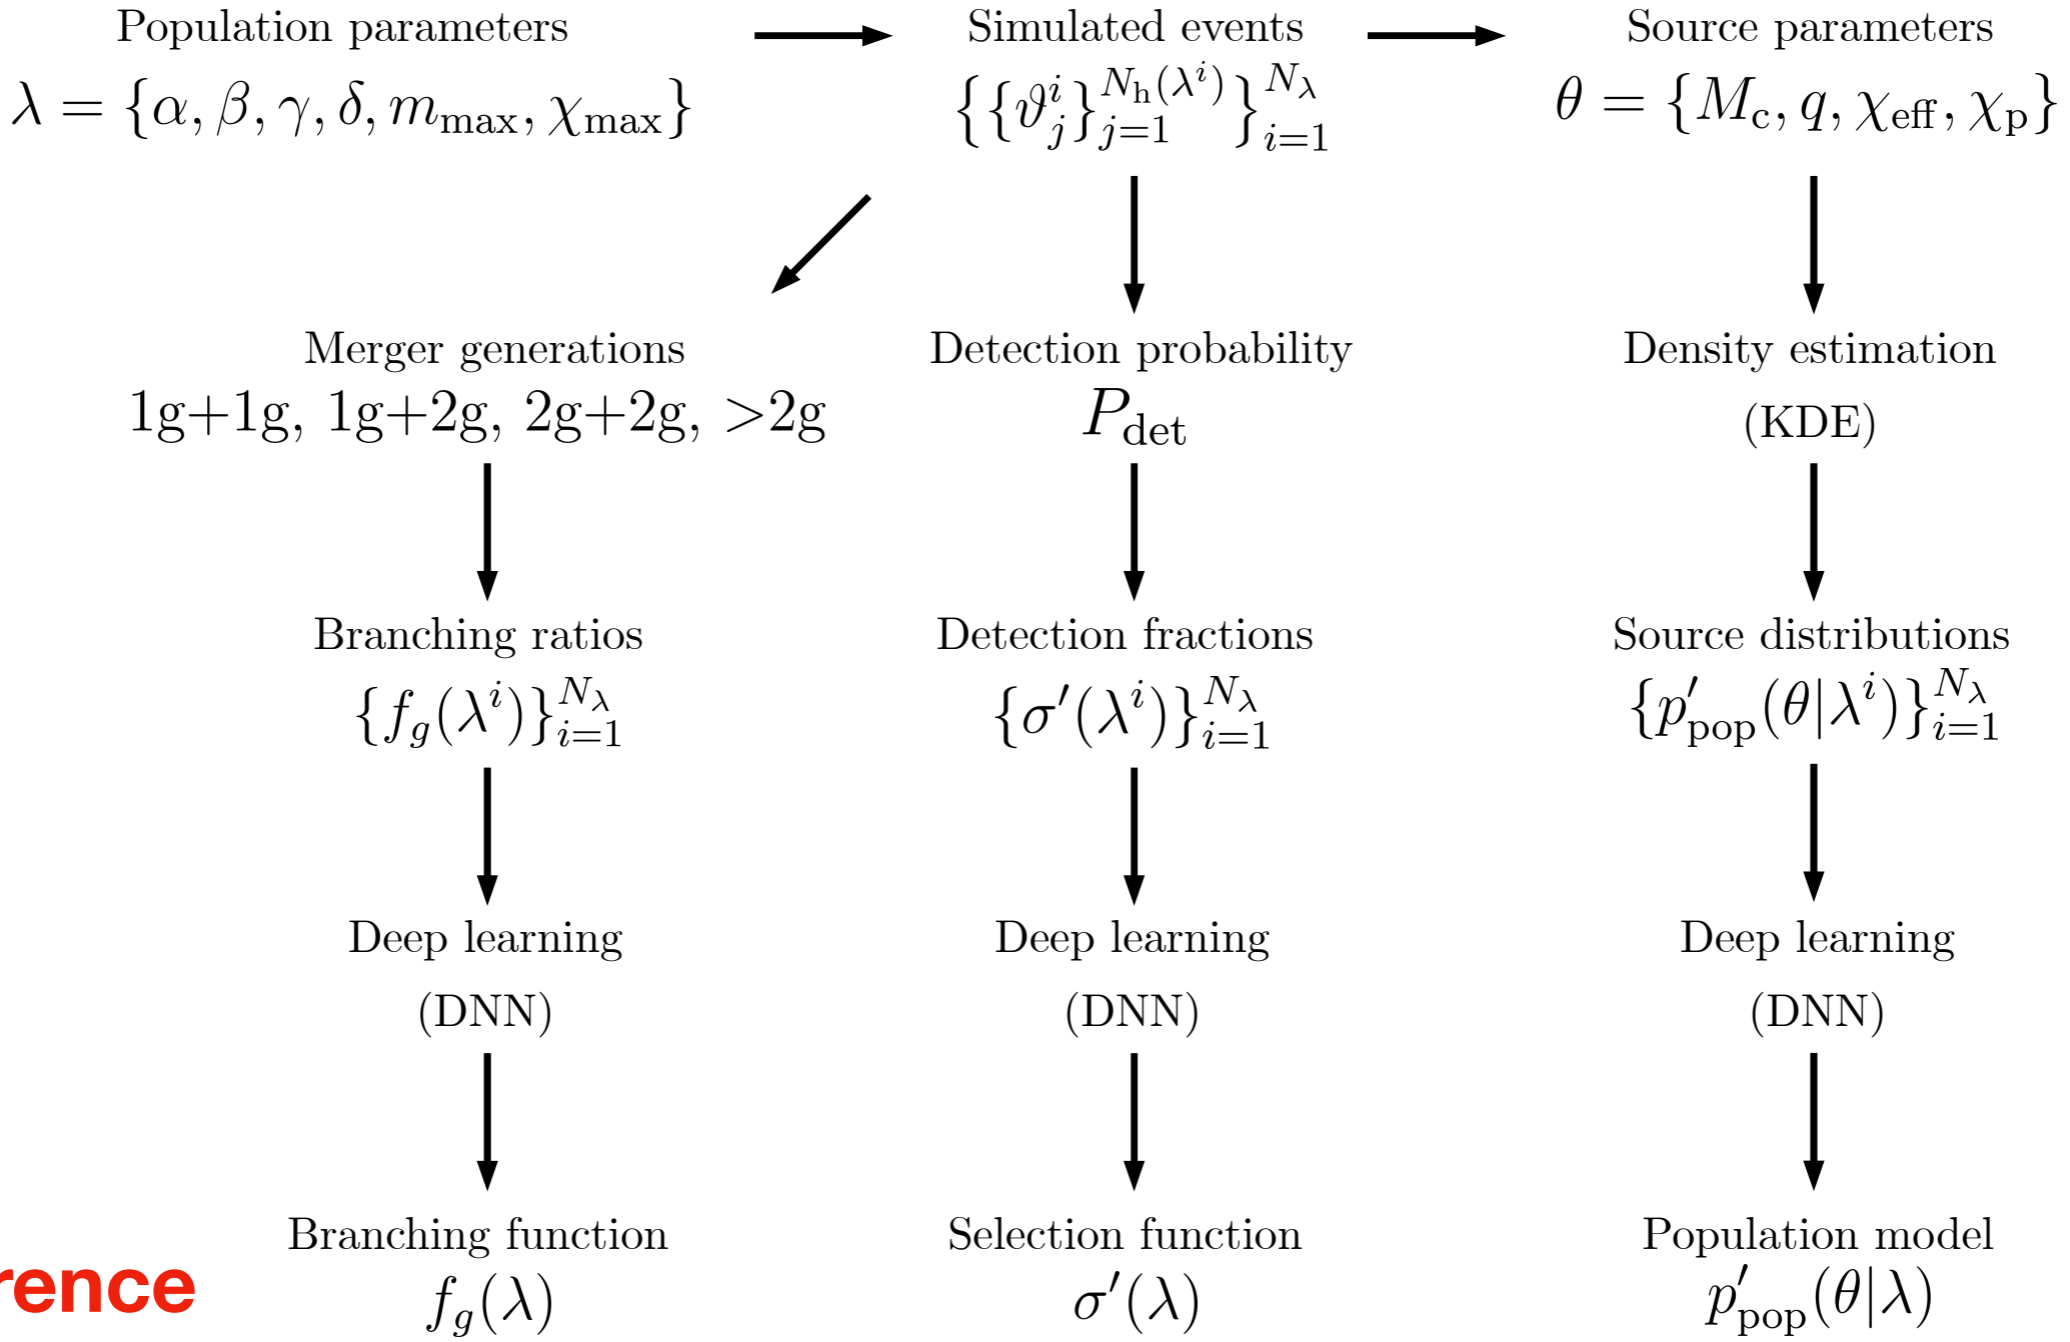 Population parameters
λ = {α, β, γ, δ, m_max, χ_max}
Simulated events
{{ϑ_j^i}_{j=1}^{N_h(λ^i)}}_{i=1}^{N_λ}
Source parameters
θ = {M_c, q, χ_eff, χ_p}
Merger generations
1g+1g, 1g+2g, 2g+2g, >2g
Detection probability
P_det
Density estimation
(KDE)
Branching ratios
{f_g(λ^i)}_{i=1}^{N_λ}
Detection fractions
{σ′(λ^i)}_{i=1}^{N_λ}
Source distributions
{p′_pop(θ|λ^i)}_{i=1}^{N_λ}
Deep learning
(DNN)
Deep learning
(DNN)
Deep learning
(DNN)
Branching function
f_g(λ)
Selection function
σ′(λ)
Population model
p′_pop(θ|λ)
rence